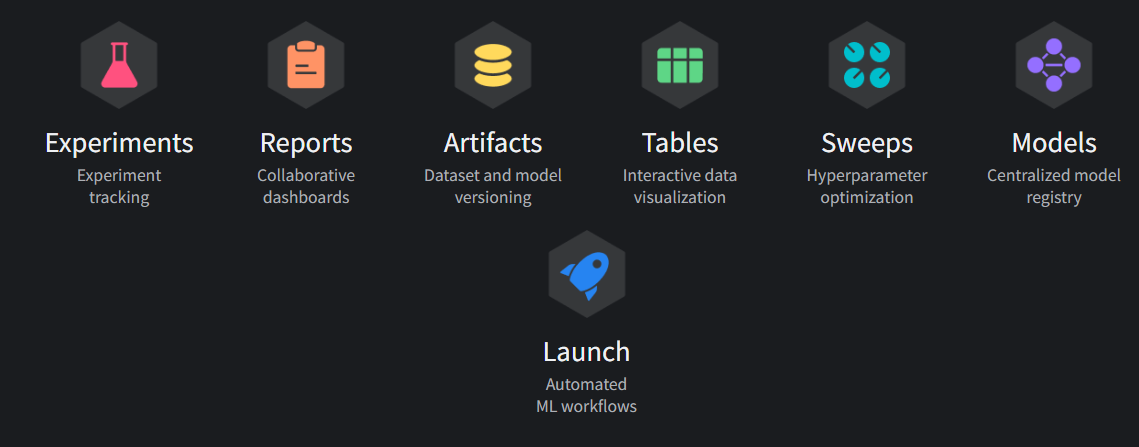 Experiments
Experiment
tracking
Reports
Collaborative
dashboards
Artifacts
Dataset and model
versioning
Tables
Interactive data
visualization
Sweeps
Hyperparameter
optimization
Models
Centralized model
registry
Launch
Automated
ML workflows